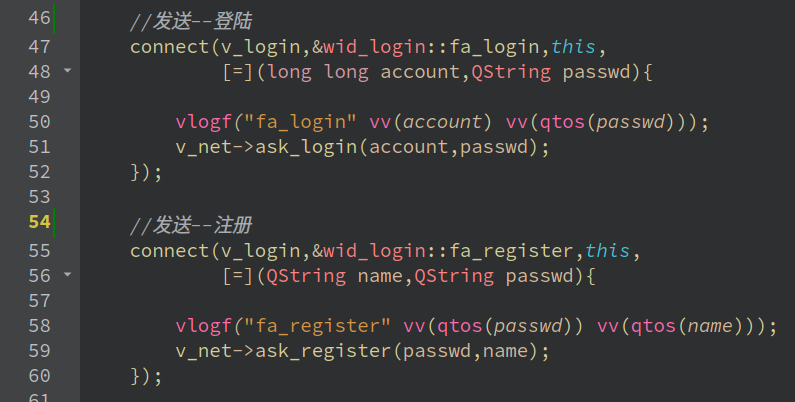 46 //发送--登陆
47 connect(v_login,&wid_login::fa_login,this,
48 [=](long long account,QString passwd){
49
50 vlogf("fa_login" vv(account) vv(qtos(passwd)));
51 v_net->ask_login(account,passwd);
52 });
53
54 //发送--注册
55 connect(v_login,&wid_login::fa_register,this,
56 [=](QString name,QString passwd){
57
58 vlogf("fa_register" vv(qtos(passwd)) vv(qtos(name)));
59 v_net->ask_register(passwd,name);
60 });
61